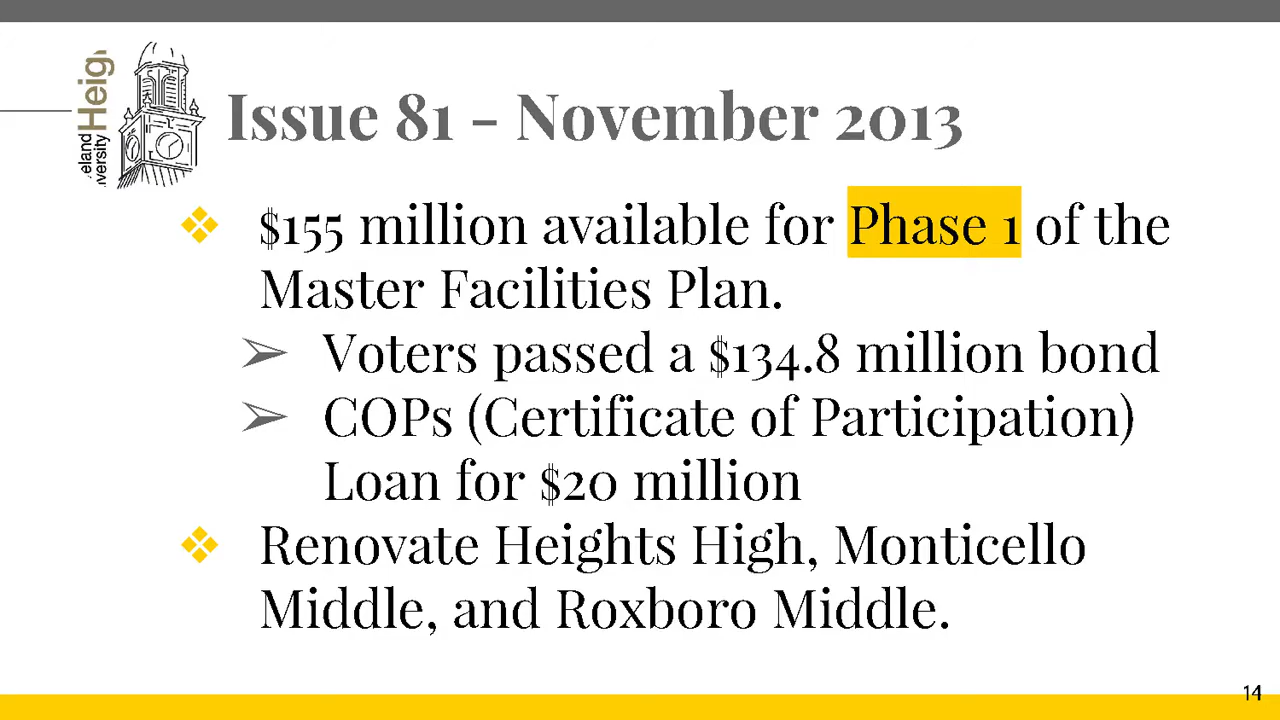 Heig
eland
versity
Issue 81 - November 2013
❖ $155 million available for Phase 1 of the
Master Facilities Plan.
➢ Voters passed a $134.8 million bond
➢ COPs (Certificate of Participation)
Loan for $20 million
❖ Renovate Heights High, Monticello
Middle, and Roxboro Middle.
14